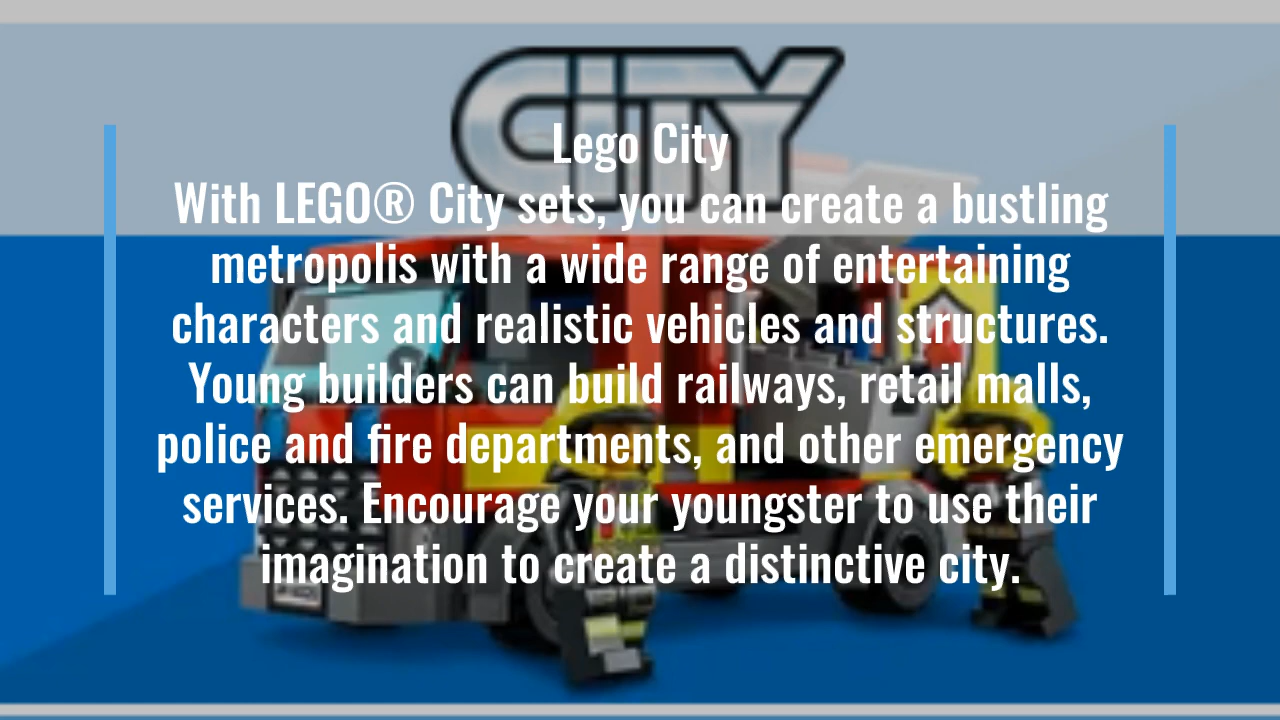 CITY
Lego City
With LEGO® City sets, you can create a bustling
metropolis with a wide range of entertaining
characters and realistic vehicles and structures.
Young builders can build railways, retail malls,
police and fire departments, and other emergency
services. Encourage your youngster to use their
imagination to create a distinctive city.